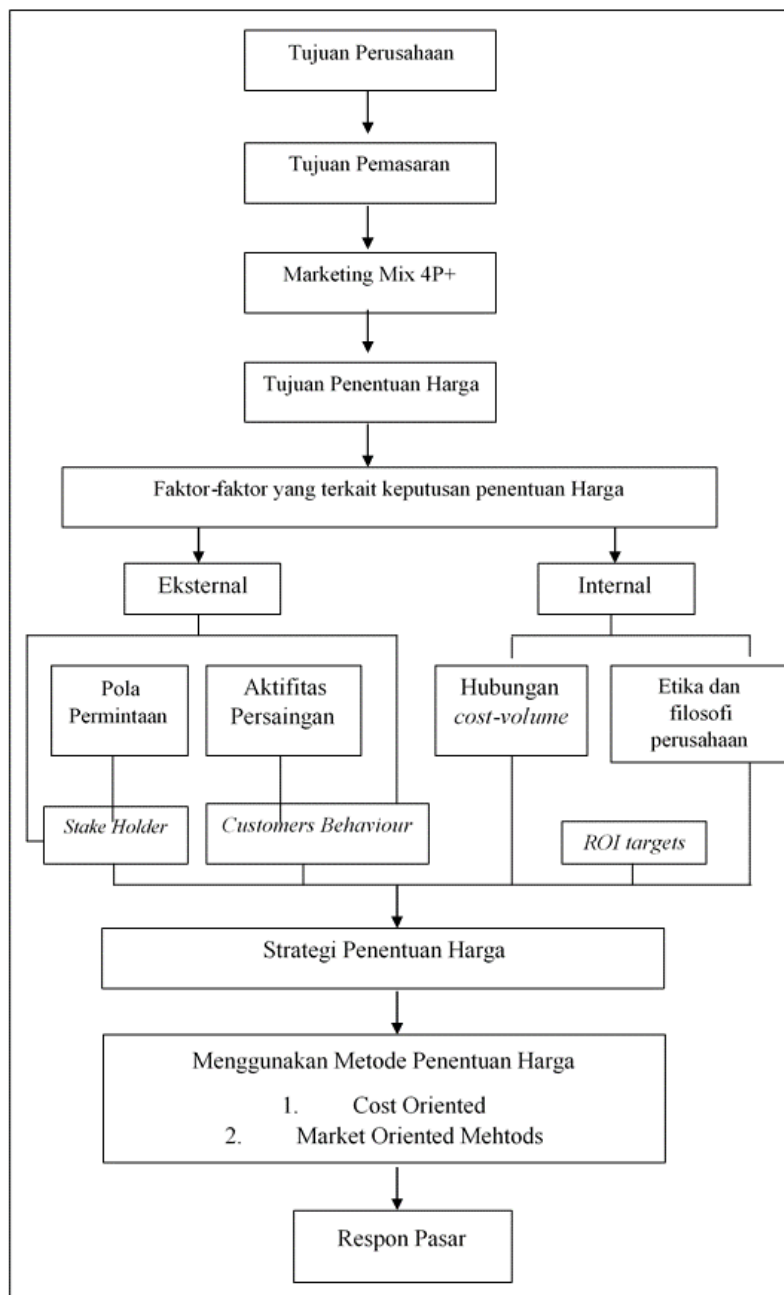 Tujuan Perusahaan
Tujuan Pemasaran
Marketing Mix 4P+
Tujuan Penentuan Harga
Faktor-faktor yang terkait keputusan penentuan Harga
Eksternal
Internal
Pola
Permintaan
Aktifitas
Persaingan
Hubungan
cost-volume
Etika dan
filosofi
perusahaan
Stake Holder
Customers Behaviour
ROI targets
Strategi Penentuan Harga
Menggunakan Metode Penentuan Harga
1. Cost Oriented
2. Market Oriented Mehtods
Respon Pasar